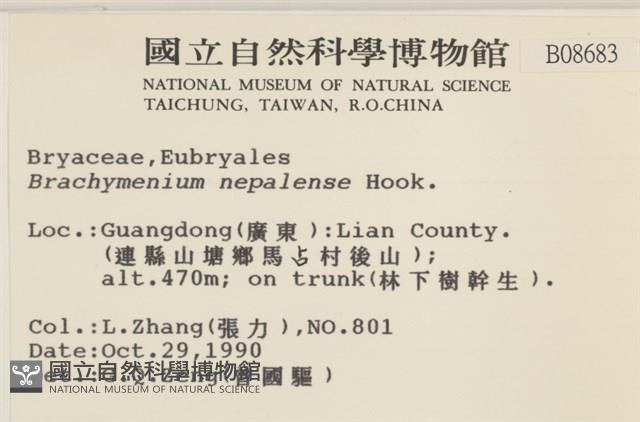 國立自然科學博物館
B08683
NATIONAL MUSEUM OF NATURAL SCIENCE
TAICHUNG, TAIWAN, R.O.CHINA
Bryaceae,Eubryales
Brachymenium nepalense Hook.
Loc.:Guangdong(廣東):Lian County.
(連縣山塘鄉馬占村後山);
alt.470m; on trunk(林下樹幹生).
Col.:L.Zhang(張力),NO.801
Date:Oct.29,1990
國驅)
國立自然科學博物館
NATIONAL MUSEUM OF NATURAL SCIENCE